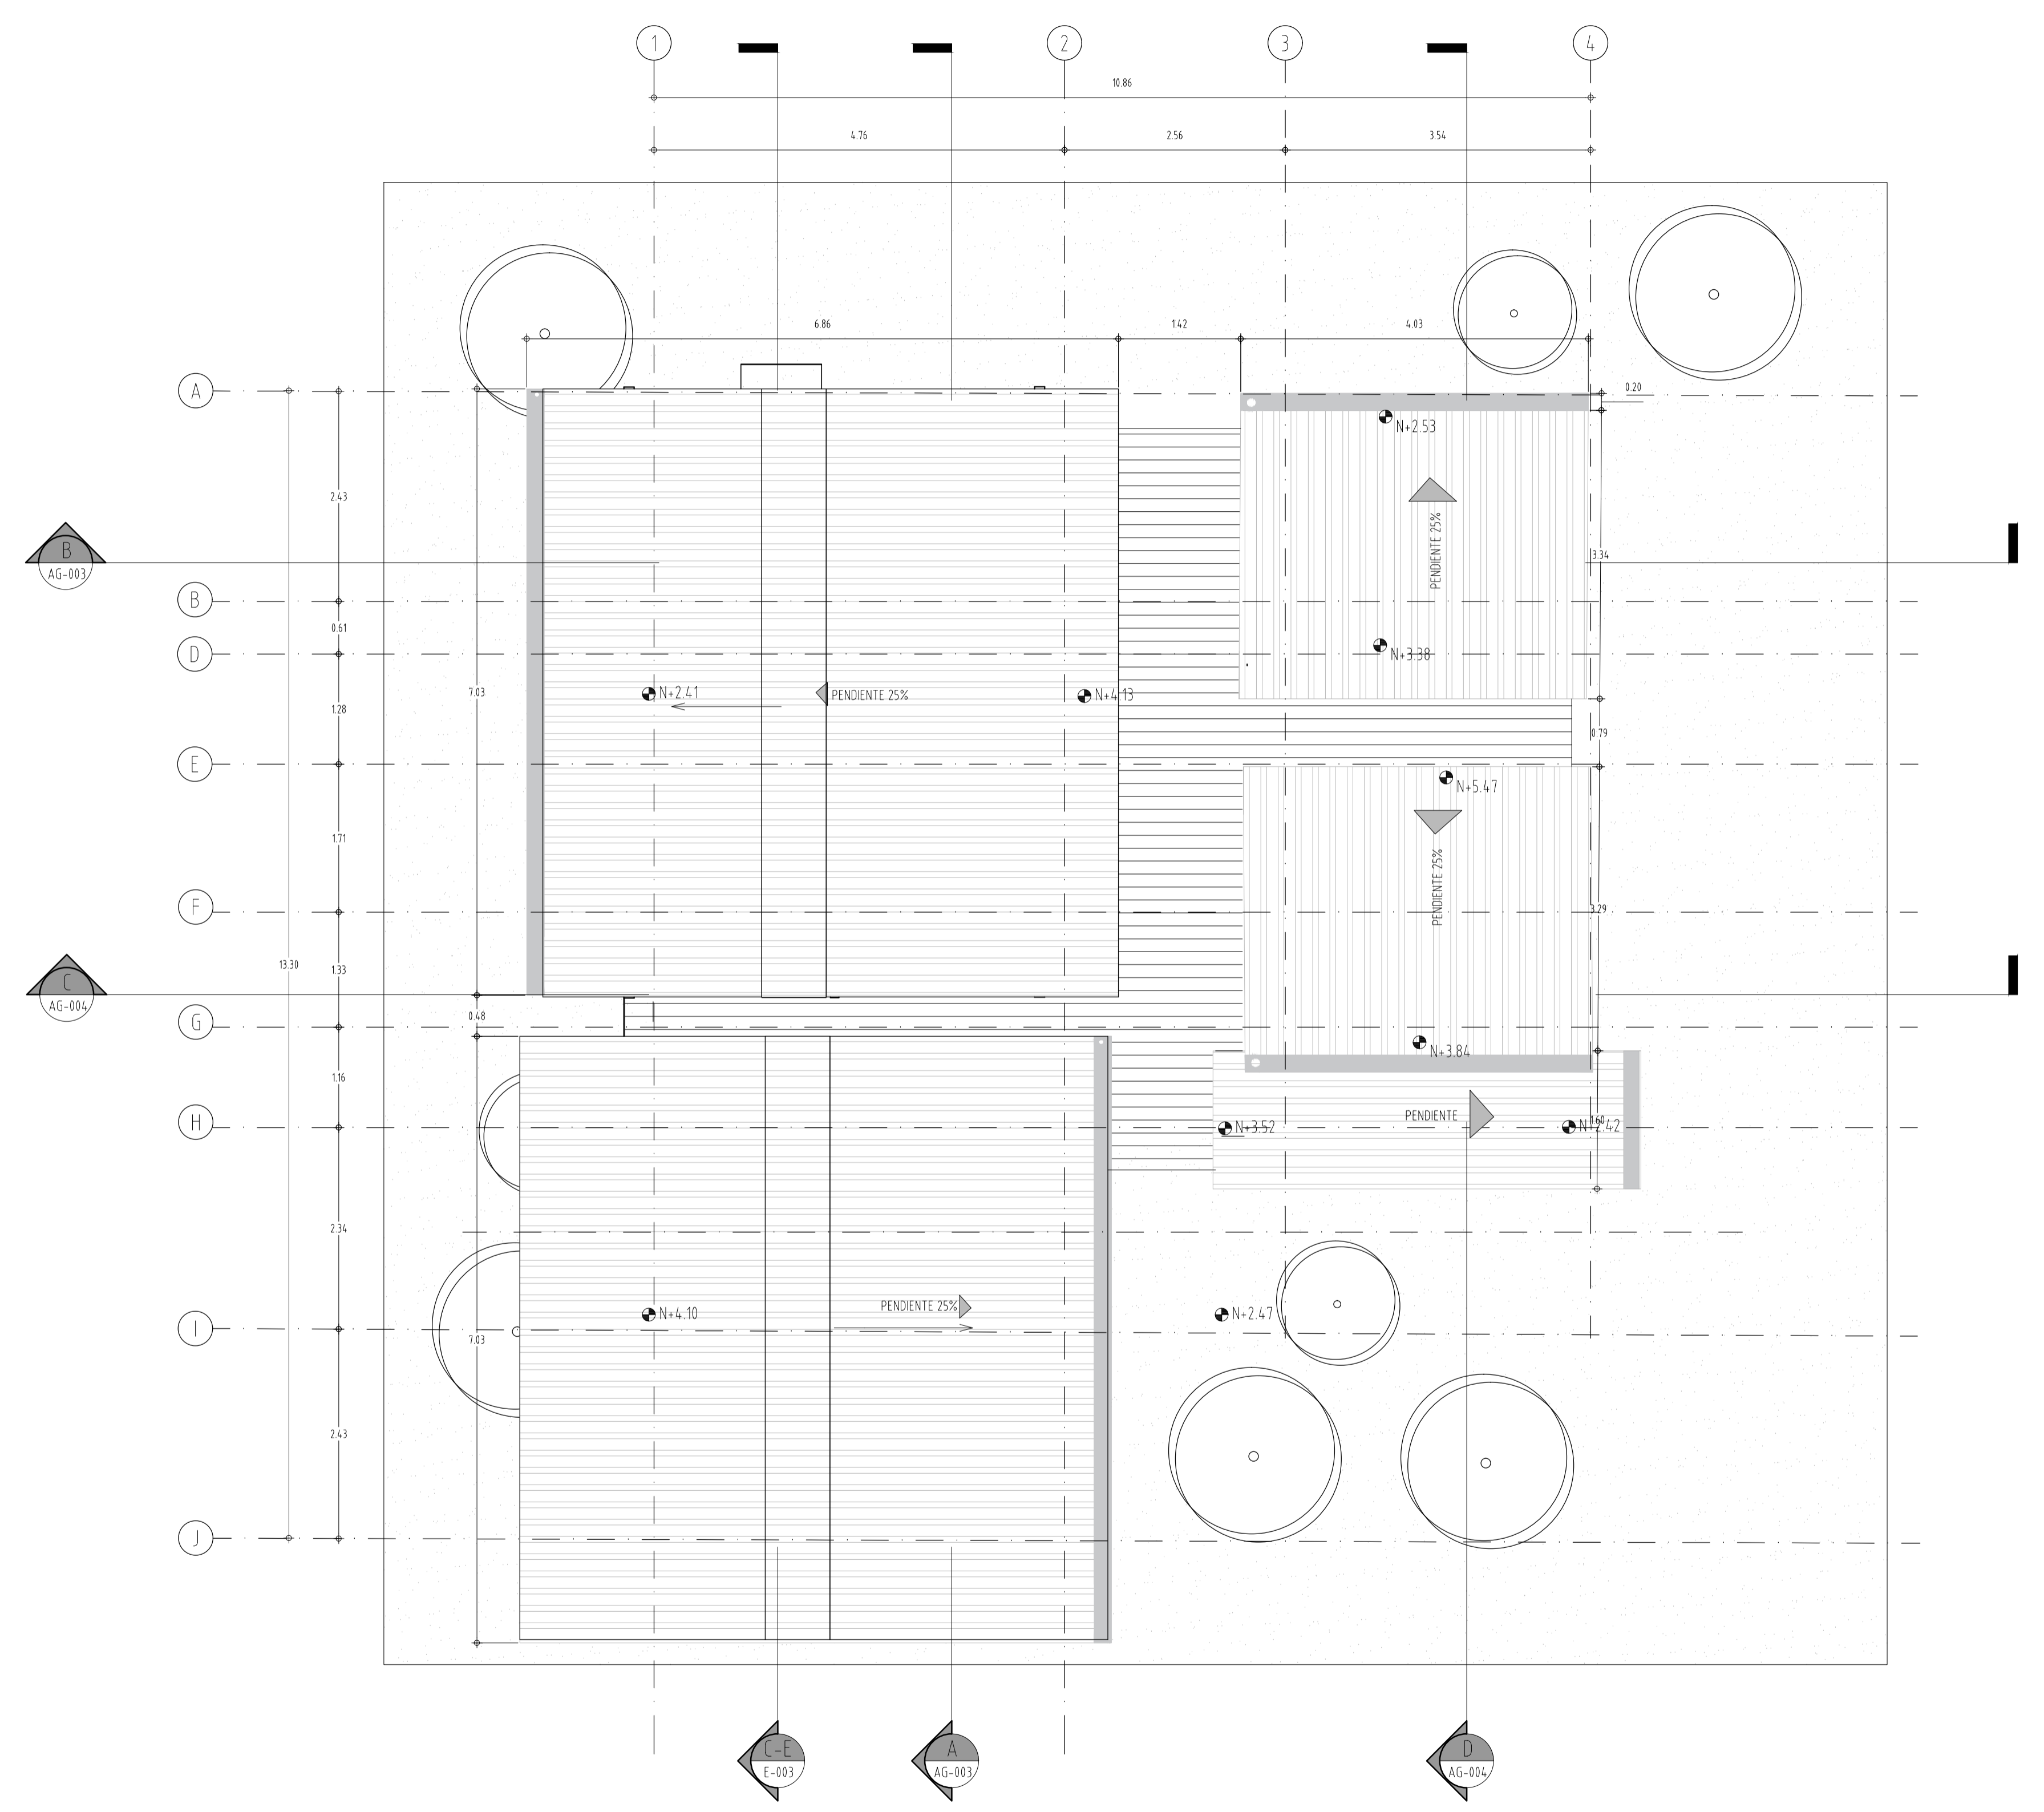 1
2
3
4
10.86
4.76
2.56
3.54
6.86
1.42
4.03
0.20
A
N+2.53
2.43
PENDIENTE 25%
3.34
B
AG-003
B
0.61
D
N+3.38
7.03
N+2.41
PENDIENTE 25%
N+4.13
1.28
0.79
E
N+5.47
1.71
PENDIENTE 25%
F
3.29
13.30
1.33
C
AG-004
0.48
G
N+3.84
1.16
H
N+3.52
PENDIENTE
1.60
2.34
PENDIENTE 25%
N+4.10
N+2.47
I
7.03
2.43
J
C-E
E-003
A
AG-003
D
AG-004